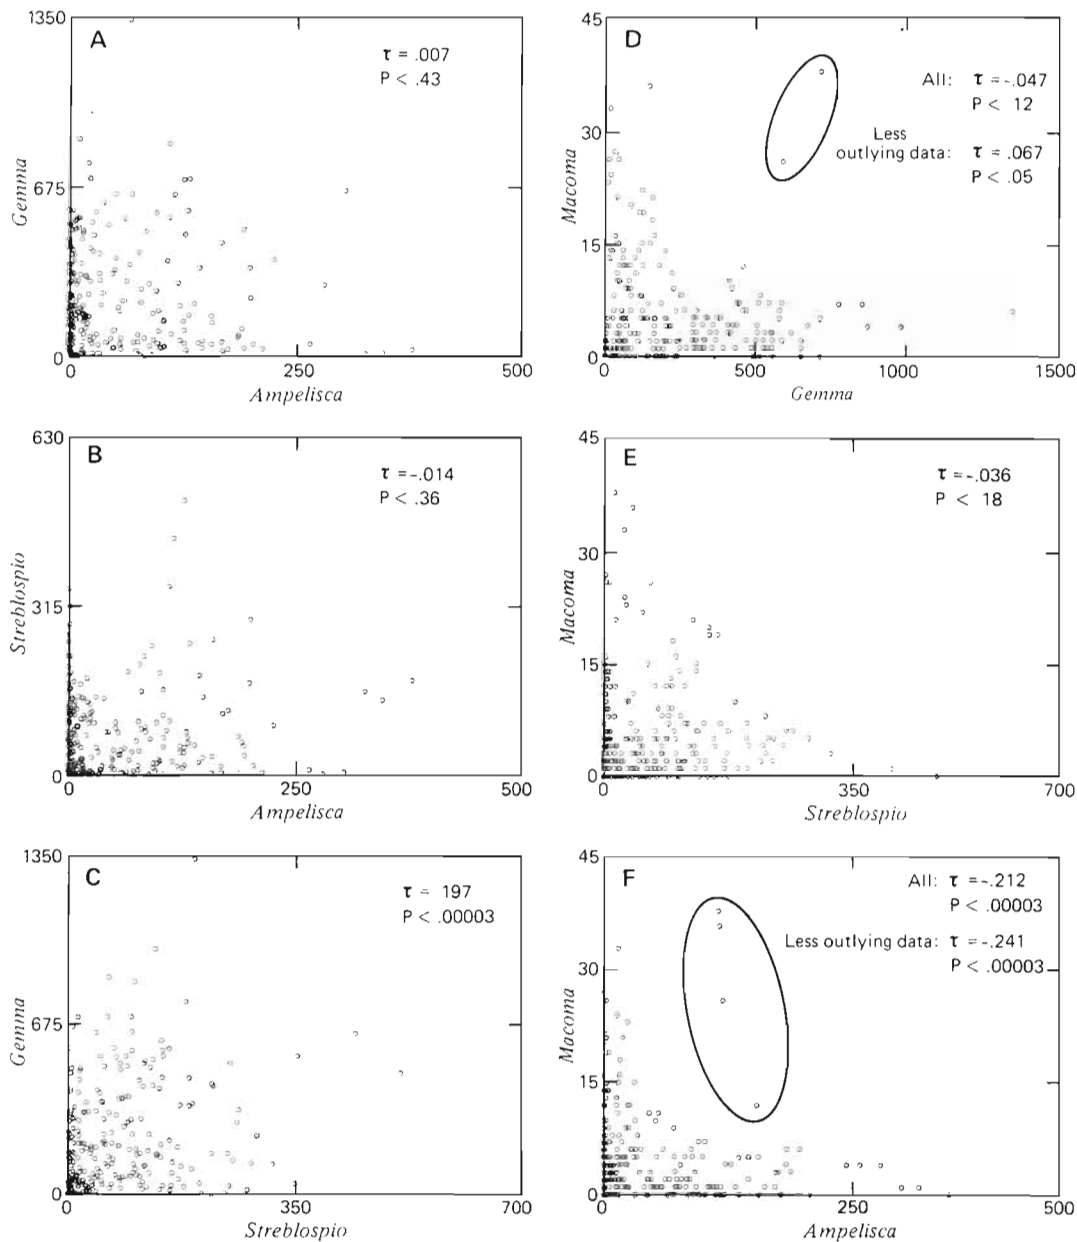 1350
A
τ = .007
P < .43
Gemma
675
0
0
250
500
Ampelisca
45
D
All: τ = -.047
P < 12
Less
outlying data: τ = .067
P < .05
Macoma
30
15
0
0
500
1000
1500
Gemma
630
B
τ = -.014
P < .36
Streblospio
315
0
0
250
500
Ampelisca
45
E
τ = -.036
P < 18
Macoma
30
15
0
350
700
Streblospio
1350
C
τ = 197
P < .00003
Gemma
675
0
0
350
700
Streblospio
45
F
All: τ = -.212
P < .00003
Less outlying data: τ = -.241
P < .00003
Macoma
30
15
0
0
250
500
Ampelisca